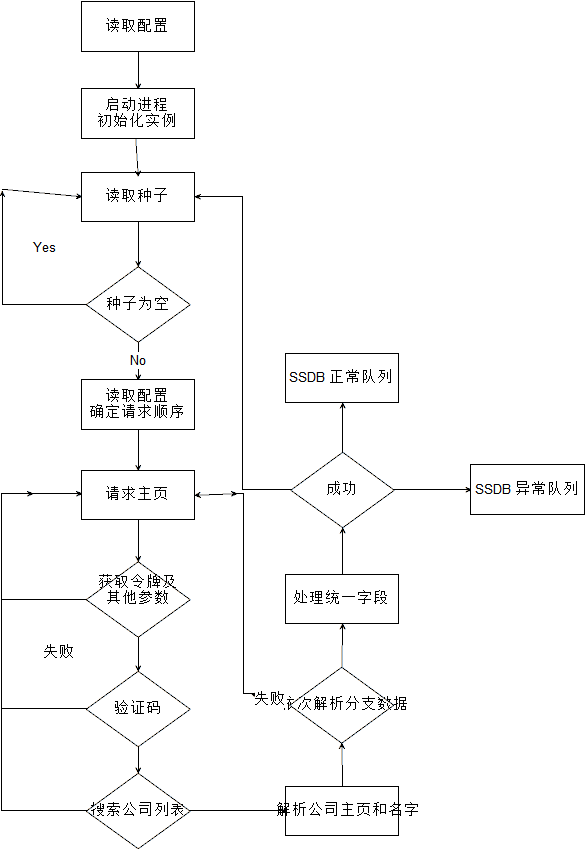 读取配置
启动进程
初始化实例
读取种子
Yes
种子为空
No
读取配置
确定请求顺序
请求主页
获取令牌及
其他参数
失败
验证码
搜索公司列表
解析公司主页和名字
失败
依次解析分支数据
处理统一字段
成功
SSDB 正常队列
SSDB 异常队列